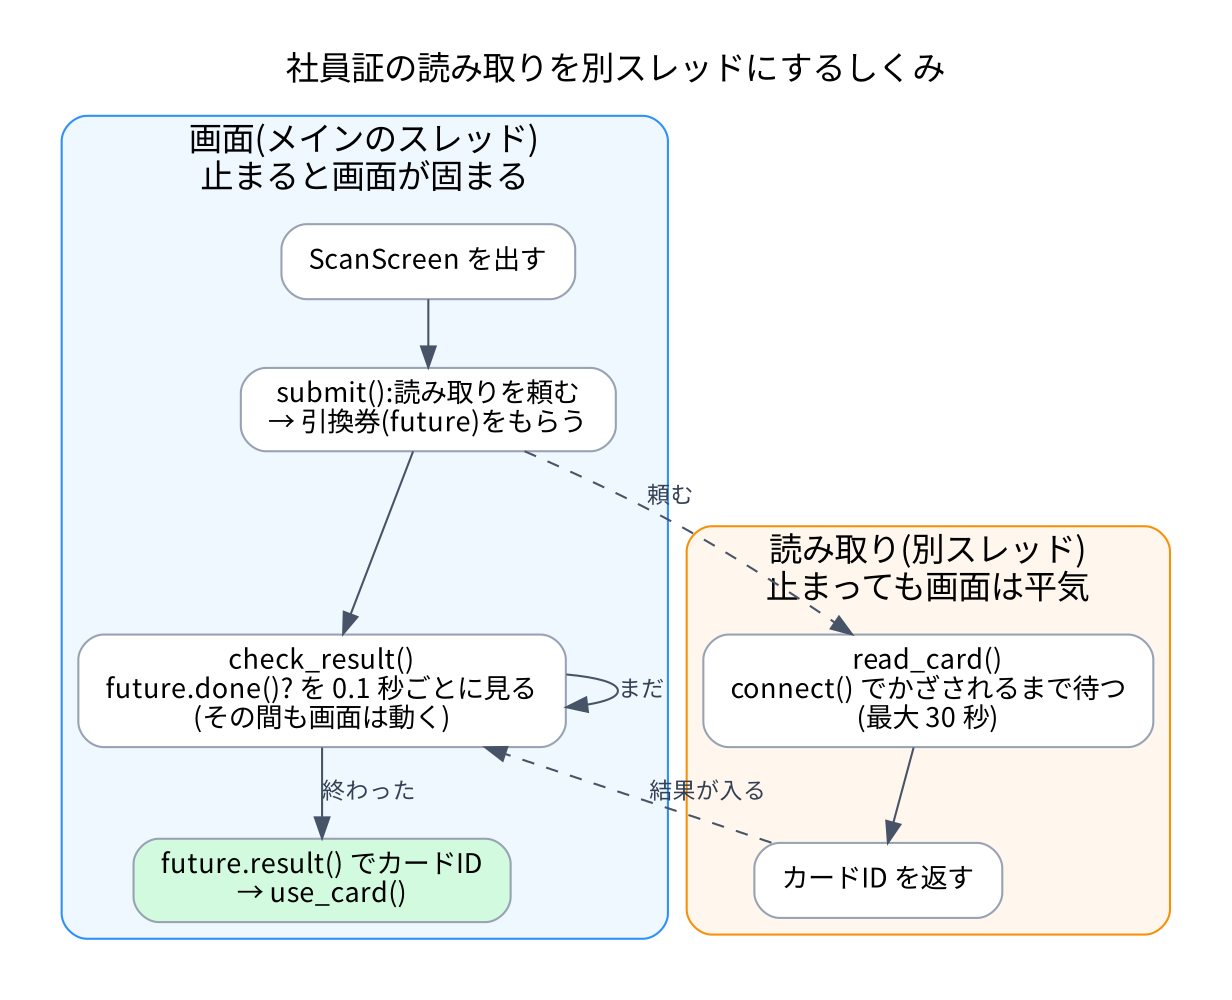 社員証の読み取りを別スレッドにするしくみ
画面(メインのスレッド)
止まると画面が固まる
ScanScreen を出す
submit():読み取りを頼む
→ 引換券(future)をもらう
頼む
読み取り(別スレッド)
止まっても画面は平気
check_result()
future.done()? を 0.1 秒ごとに見る
(その間も画面は動く)
まだ
read_card()
connect() でかざされるまで待つ
(最大 30 秒)
終わった
結果が入る
future.result() でカードID
→ use_card()
カードID を返す